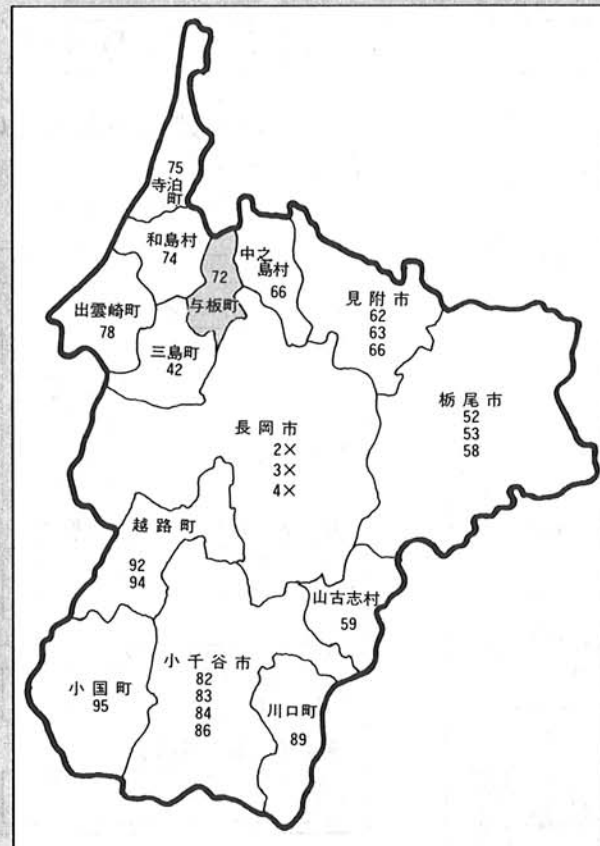 75
寺泊
町
和島村
74
72
与板町
中之
島村
66
見附市
62
63
66
出雲崎町
78
三島町
42
栃尾市
52
53
58
長岡市
2×
3×
4×
越路町
92
94
山古志村
59
小千谷市
82
83
84
86
小国町
95
川口町
89